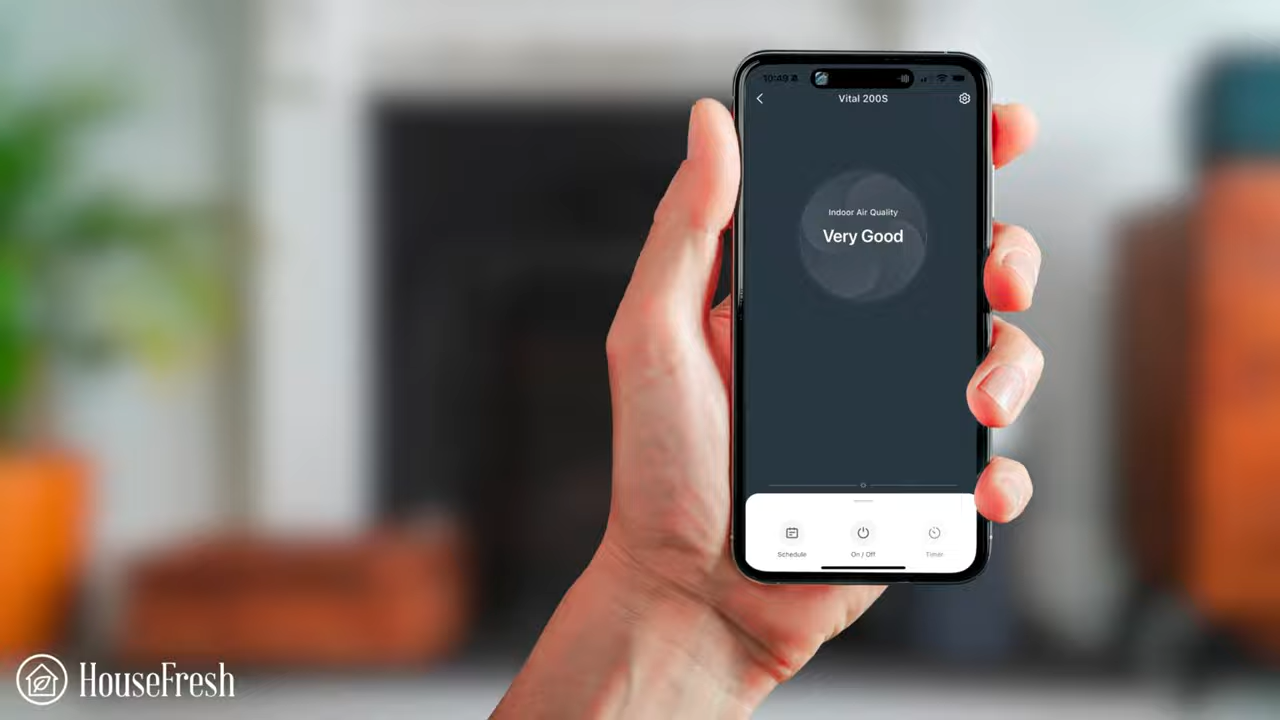 10:49
Vital 200S
Indoor Air Quality
Very Good
Schedule
On / Off
Timer
HouseFresh